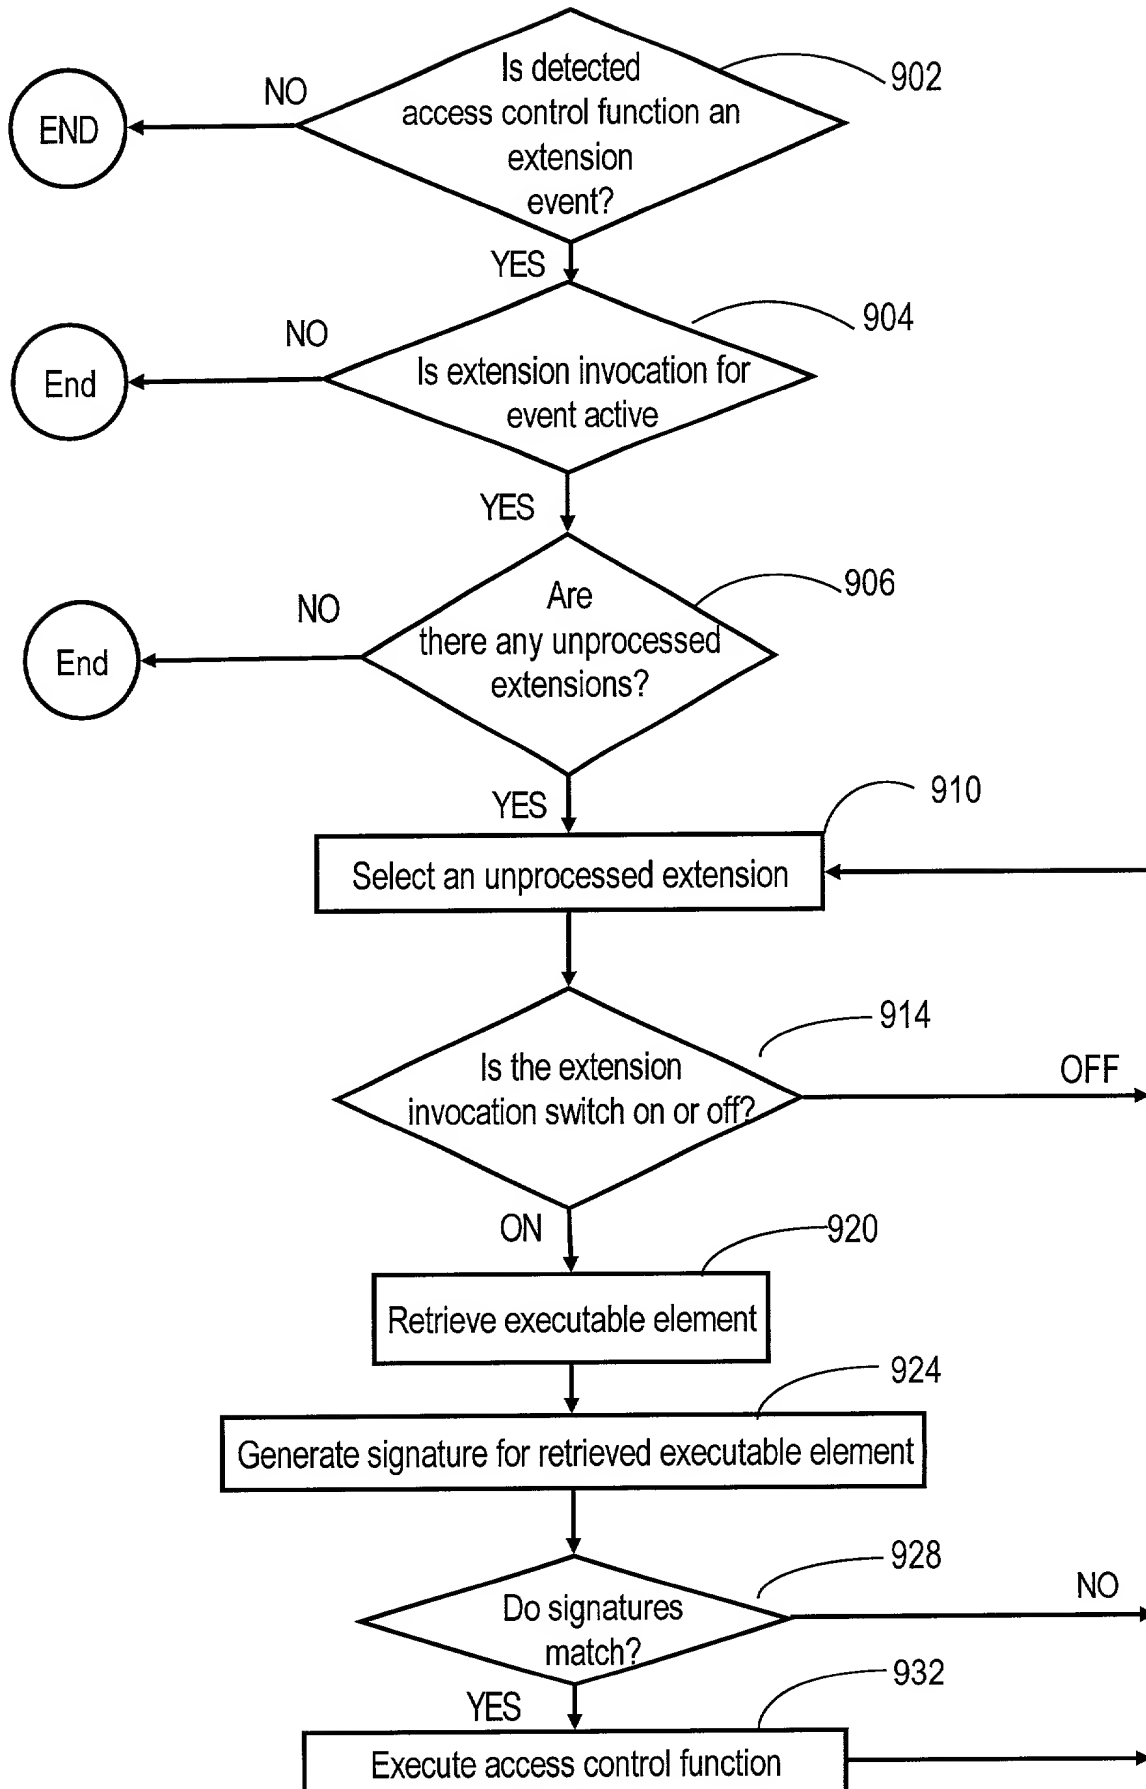 Is detected
access control function an
extension
event?
902
NO
END
YES
904
NO
End
Is extension invocation for
event active
YES
906
NO
End
Are
there any unprocessed
extensions?
YES
910
Select an unprocessed extension
914
Is the extension
invocation switch on or off?
OFF
ON
920
Retrieve executable element
924
Generate signature for retrieved executable element
928
Do signatures
match?
NO
YES
932
Execute access control function